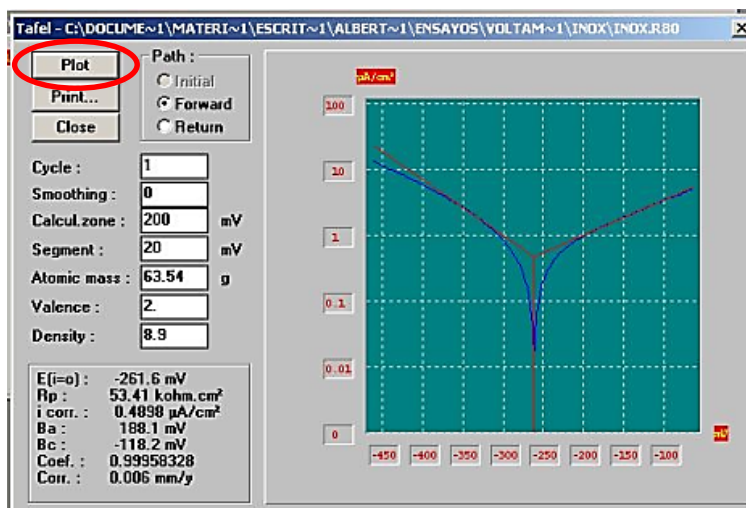 Tafel - C:\DOCUME~1\MATERI~1\ESCRIT~1\ALBERT~1\ENSAYOS\VOLTAM~1\INOX\INOX.R80
Plot
Print...
Close
Path :
Initial
Forward
Return
Cycle : 1
Smoothing : 0
Calcul.zone : 200 mV
Segment : 20 mV
Atomic mass : 63.54 g
Valence : 2.
Density : 8.9
E(i=o) : -261.6 mV
Rp : 53.41 kohm.cm²
i corr. : 0.4898 µA/cm²
Ba : 188.1 mV
Bc : -118.2 mV
Coef. : 0.99958328
Corr. : 0.006 mm/y
µA/cm²
100
10
1
0.1
0.01
0
mV
-450 -400 -350 -300 -250 -200 -150 -100